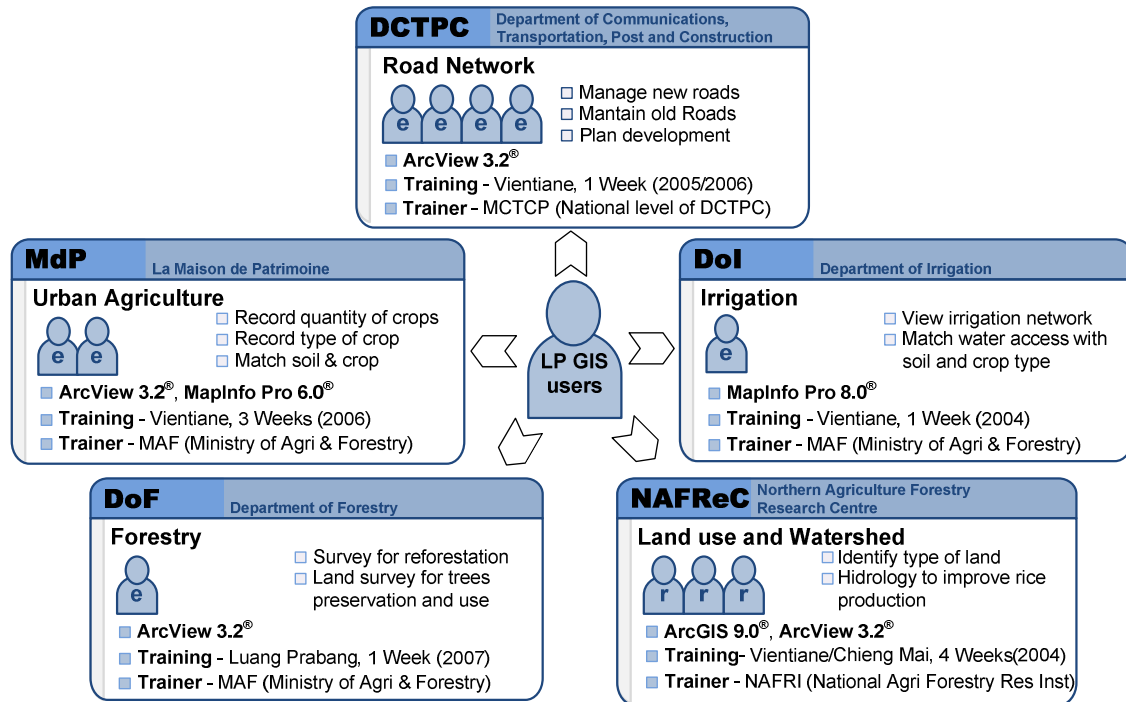 DCTPC
Department of Communications,
Transportation, Post and Construction
Road Network
e e e e
Manage new roads
Mantain old Roads
Plan development
ArcView 3.2®
Training - Vientiane, 1 Week (2005/2006)
Trainer - MCTCP (National level of DCTPC)
MdP
La Maison de Patrimoine
Urban Agriculture
e e
Record quantity of crops
Record type of crop
Match soil & crop
ArcView 3.2®, MapInfo Pro 6.0®
Training - Vientiane, 3 Weeks (2006)
Trainer - MAF (Ministry of Agri & Forestry)
LP GIS
users
DoI
Department of Irrigation
Irrigation
e
View irrigation network
Match water access with
soil and crop type
MapInfo Pro 8.0®
Training - Vientiane, 1 Week (2004)
Trainer - MAF (Ministry of Agri & Forestry)
DoF
Department of Forestry
Forestry
e
Survey for reforestation
Land survey for trees
preservation and use
ArcView 3.2®
Training - Luang Prabang, 1 Week (2007)
Trainer - MAF (Ministry of Agri & Forestry)
NAFReC
Northern Agriculture Forestry
Research Centre
Land use and Watershed
r r r
Identify type of land
Hidrology to improve rice
production
ArcGIS 9.0®, ArcView 3.2®
Training- Vientiane/Chieng Mai, 4 Weeks(2004)
Trainer - NAFRI (National Agri Forestry Res Inst)